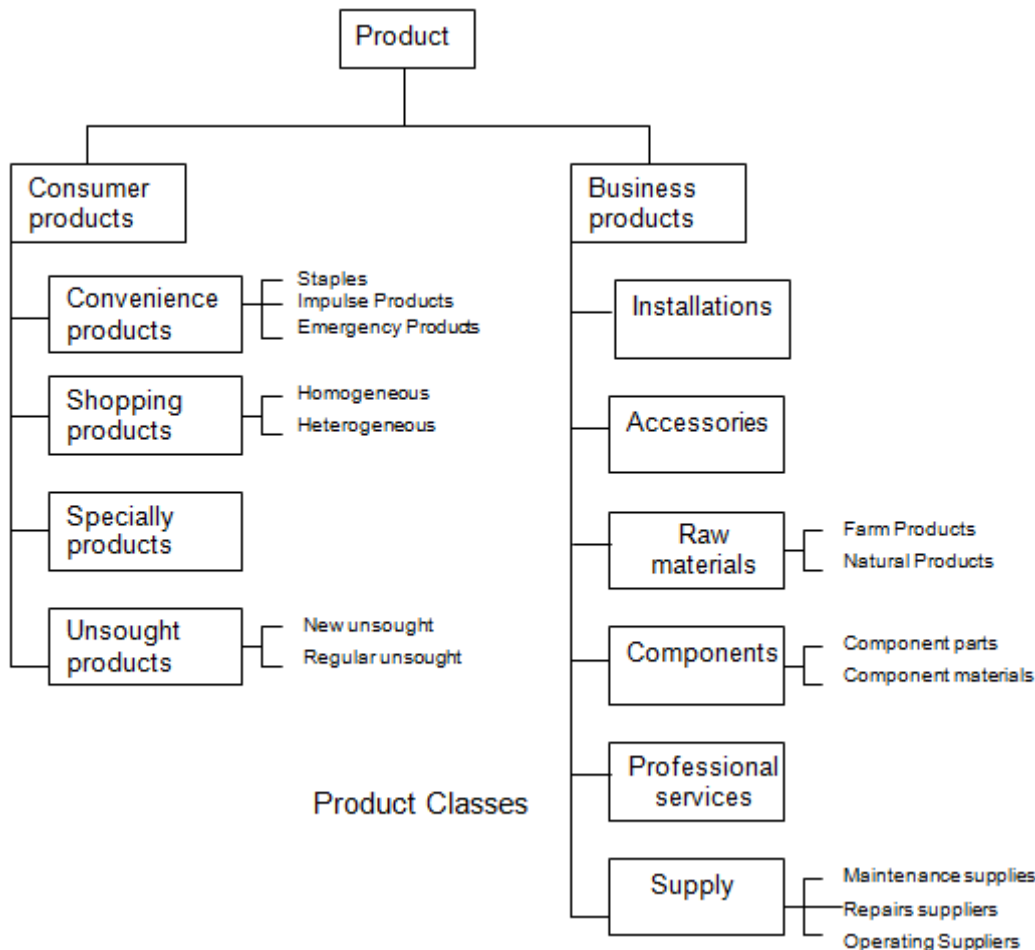 Product
Consumer
products
Convenience
products
Staples
Impulse Products
Emergency Products
Shopping
products
Homogeneous
Heterogeneous
Specially
products
Unsought
products
New unsought
Regular unsought
Business
products
Installations
Accessories
Raw
materials
Farm Products
Natural Products
Components
Component parts
Component materials
Professional
services
Supply
Maintenance supplies
Repairs suppliers
Operating Suppliers
Product Classes